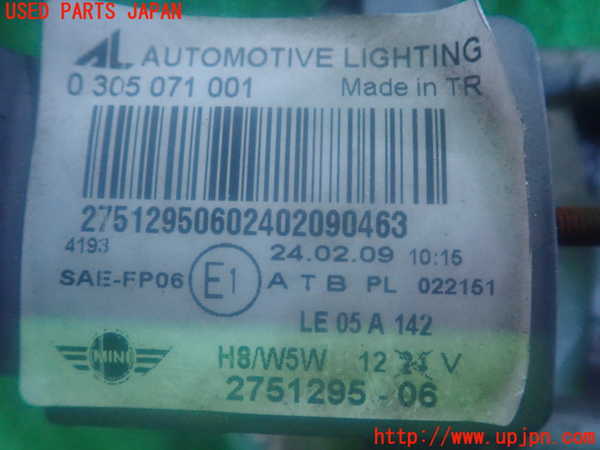 USED PARTS JAPAN
AL AUTOMOTIVE LIGHTING
0 305 071 001 Made in TR
27512950602402090463
4193 24.02.09 10:15
SAE-FP06 E1 A T B PL 022151
LE 05 A 142
MINI H8/W5W 12 24 V
2751295-06
http://www.upjpn.com/